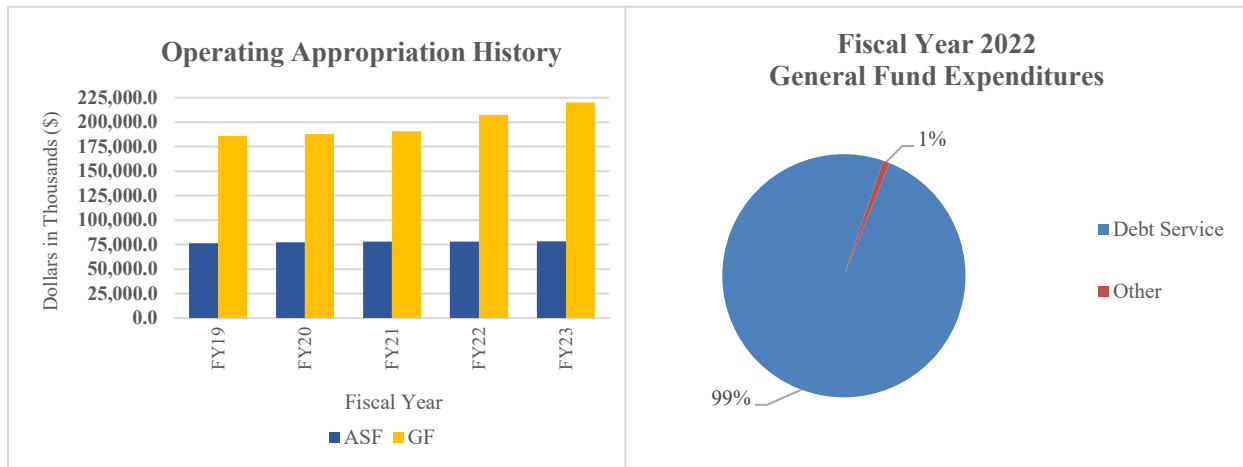 Operating Appropriation History
Dollars in Thousands ($)
225,000.0
200,000.0
175,000.0
150,000.0
125,000.0
100,000.0
75,000.0
50,000.0
25,000.0
0.0
FY19
FY20
FY21
FY22
FY23
Fiscal Year
ASF
GF
Fiscal Year 2022
General Fund Expenditures
1%
99%
Debt Service
Other